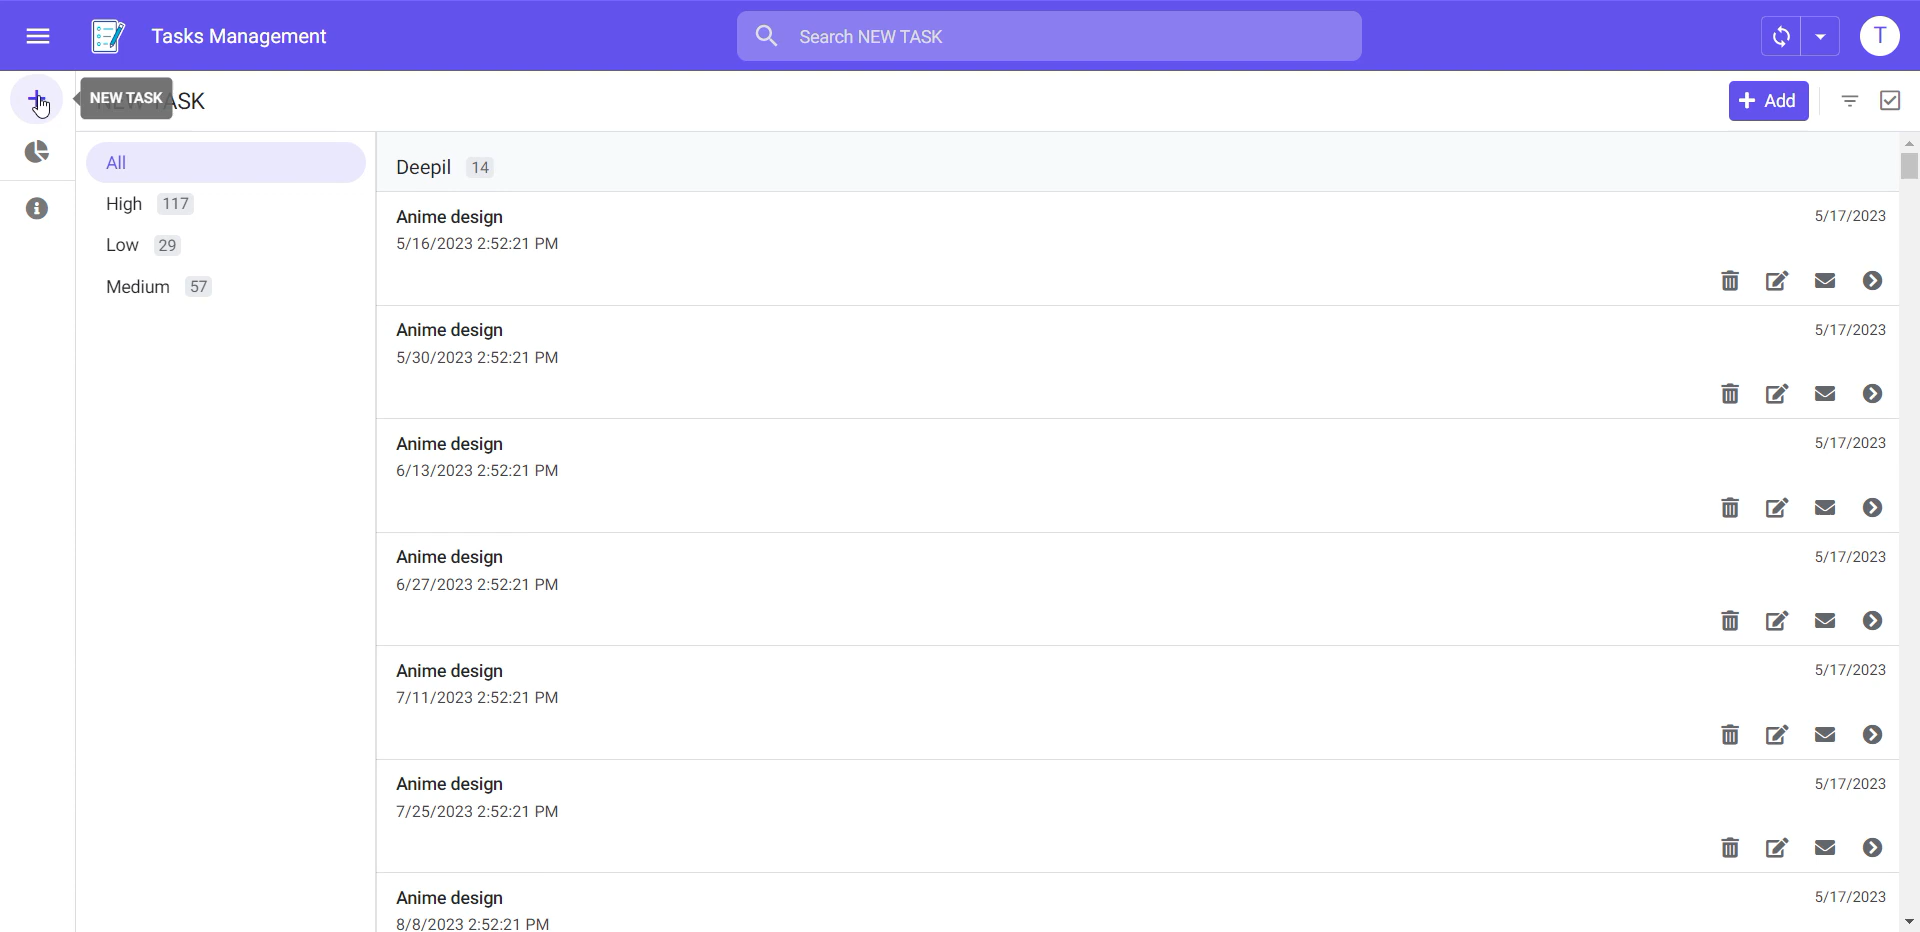 Tasks Management
Search NEW TASK
T
NEW TASK
ASK
Add
All
High 117
Low 29
Medium 57
Deepil 14
Anime design 5/17/2023
5/16/2023 2:52:21 PM
Anime design 5/17/2023
5/30/2023 2:52:21 PM
Anime design 5/17/2023
6/13/2023 2:52:21 PM
Anime design 5/17/2023
6/27/2023 2:52:21 PM
Anime design 5/17/2023
7/11/2023 2:52:21 PM
Anime design 5/17/2023
7/25/2023 2:52:21 PM
Anime design 5/17/2023
8/8/2023 2:52:21 PM